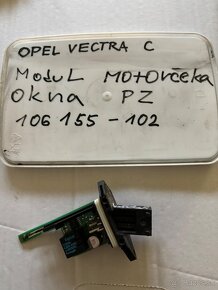 OPEL VECTRA C
MODUL MOTORČEKA
OKNA PZ
106 155 - 102